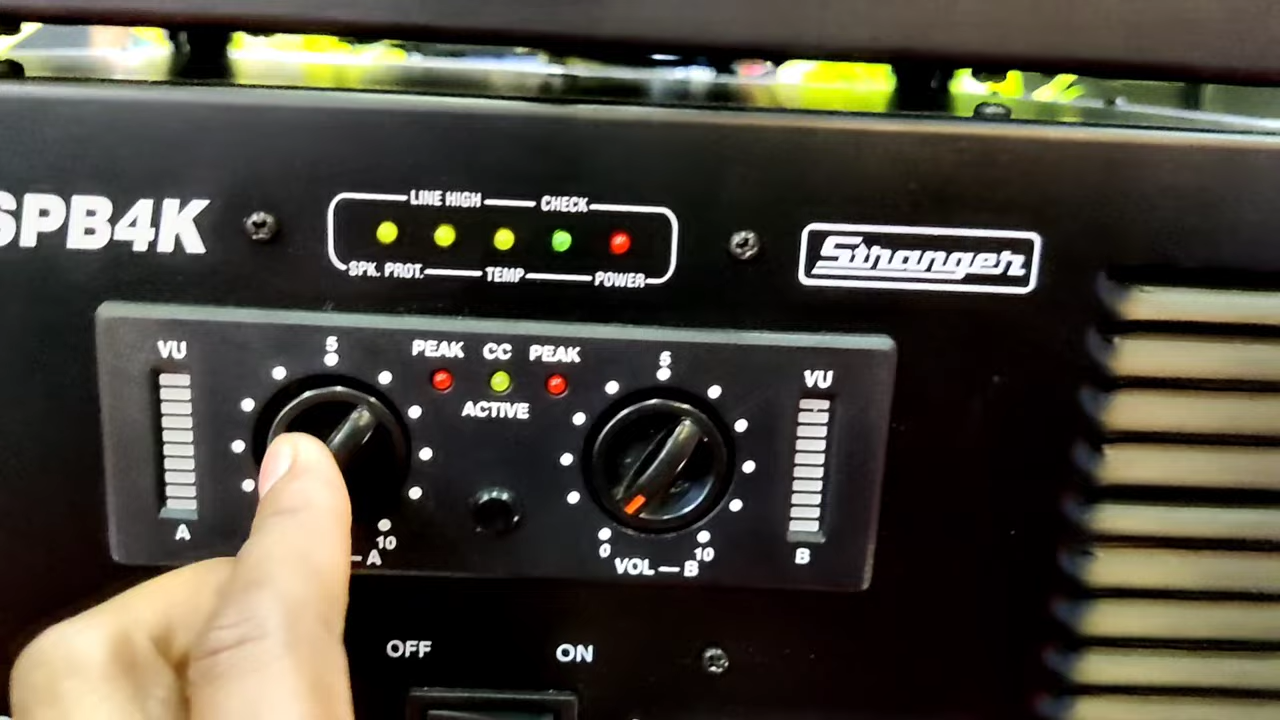 SPB4K
LINE HIGH CHECK
SPK. PROT. TEMP POWER
Stranger
VU 5 PEAK CC PEAK 5 VU
ACTIVE
A 10 0 10 B
A VOL — B
OFF ON